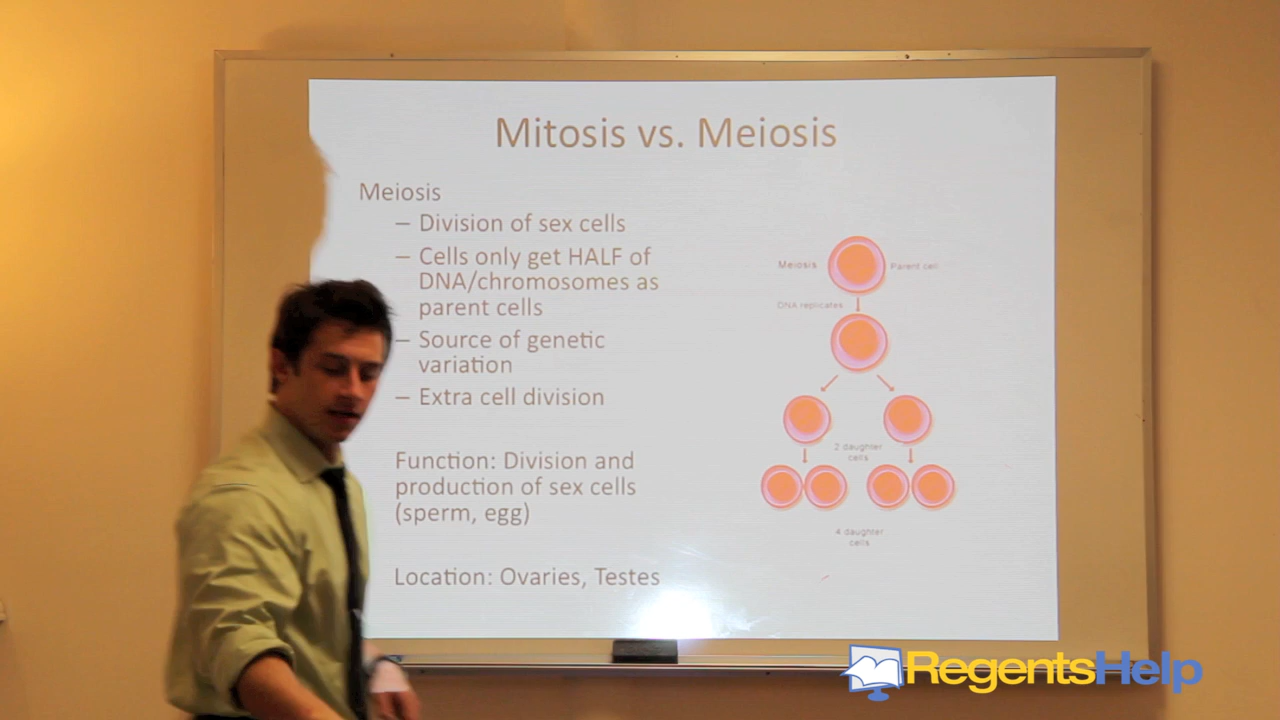 Mitosis vs. Meiosis
Meiosis
– Division of sex cells
– Cells only get HALF of
DNA/chromosomes as
parent cells
– Source of genetic
variation
– Extra cell division
Function: Division and
production of sex cells
(sperm, egg)
Location: Ovaries, Testes
Meiosis
Parent cell
DNA replicates
2 daughter
cells
4 daughter
cells
RegentsHelp